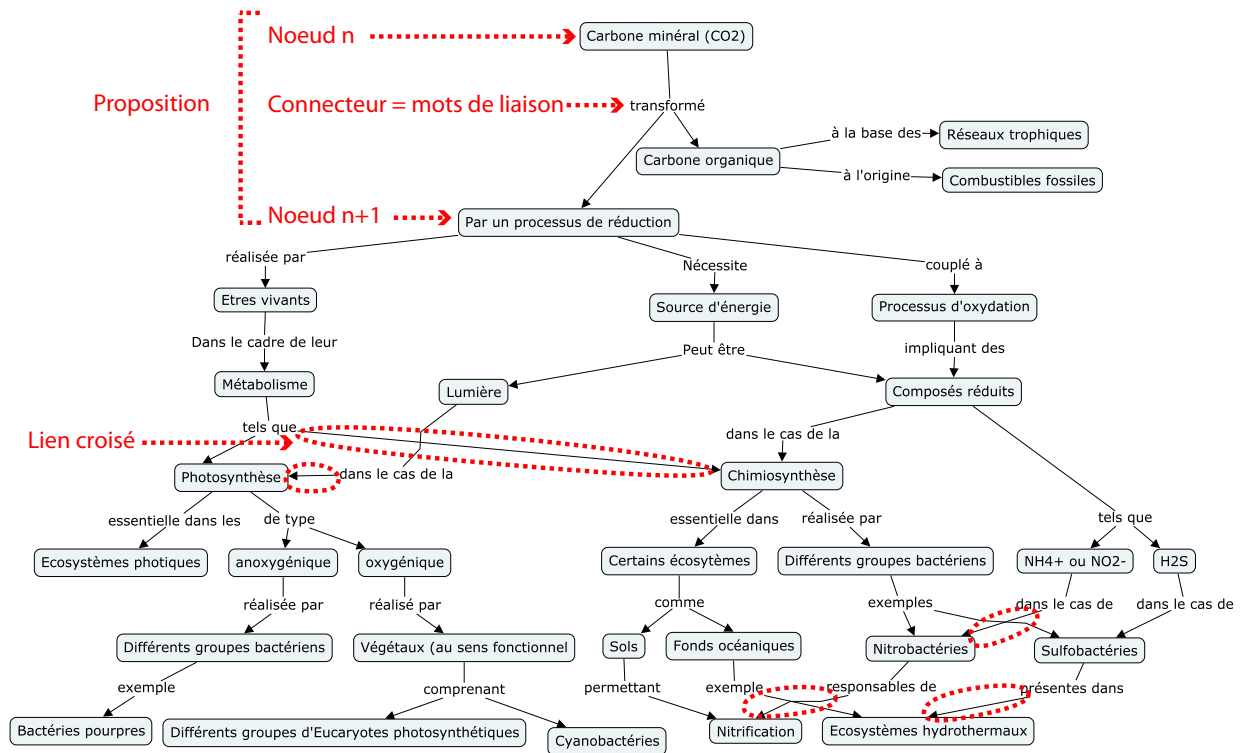 Noeud n
Carbone minéral (CO2)
Proposition
Connecteur = mots de liaison
transformé
à la base des
Réseaux trophiques
Carbone organique
à l'origine
Combustibles fossiles
Noeud n+1
Par un processus de réduction
réalisée par
Nécessite
couplé à
Etres vivants
Source d'énergie
Processus d'oxydation
Dans le cadre de leur
Peut être
impliquant des
Métabolisme
Lumière
Composés réduits
Lien croisé
tels que
dans le cas de la
Photosynthèse
dans le cas de la
Chimiosynthèse
essentielle dans les
de type
essentielle dans
réalisée par
tels que
Ecosystèmes photiques
anoxygénique
oxygénique
Certains écosytèmes
Différents groupes bactériens
NH4+ ou NO2-
H2S
réalisée par
réalisé par
comme
exemples
dans le cas de
dans le cas de
Différents groupes bactériens
Végétaux (au sens fonctionnel
Sols
Fonds océaniques
Nitrobactéries
Sulfobactéries
exemple
comprenant
permettant
exemple
responsables de
présentes dans
Bactéries pourpres
Différents groupes d'Eucaryotes photosynthétiques
Cyanobactéries
Nitrification
Ecosystèmes hydrothermaux